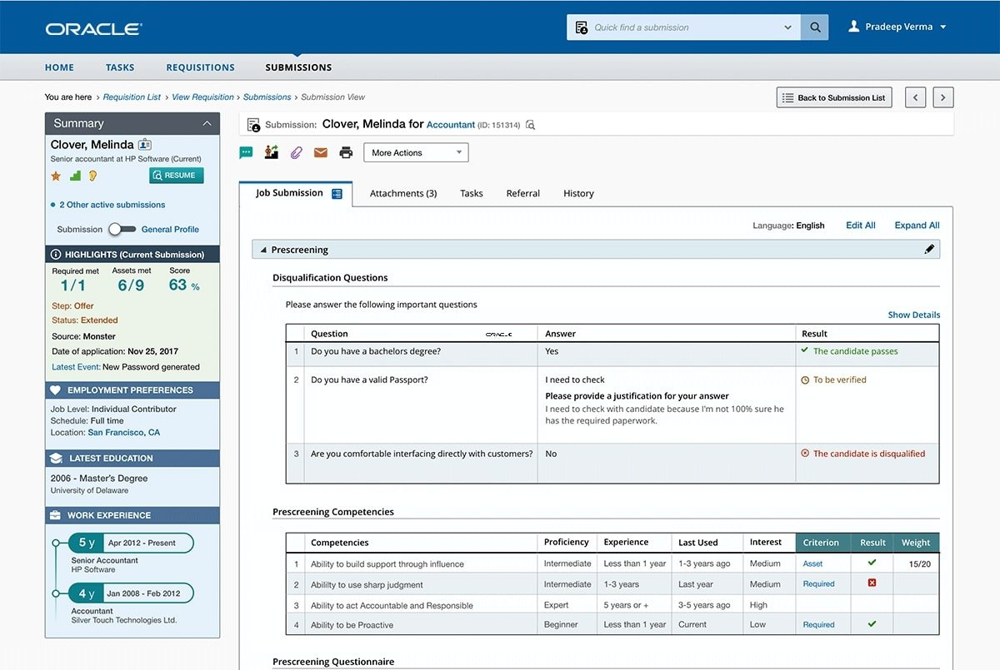 ORACLE
Quick find a submission
Pradeep Verma
HOME TASKS REQUISITIONS SUBMISSIONS
You are here › Requisition List › View Requisition › Submissions › Submission View
Back to Submission List
Summary
Clover, Melinda
Senior accountant at HP Software (Current)
RESUME
2 Other active submissions
Submission General Profile
HIGHLIGHTS (Current Submission)
Required met Assets met Score
1/1 6/9 63 %
Step: Offer
Status: Extended
Source: Monster
Date of application: Nov 25, 2017
Latest Event: New Password generated
EMPLOYMENT PREFERENCES
Job Level: Individual Contributor
Schedule: Full time
Location: San Francisco, CA
LATEST EDUCATION
2006 - Master's Degree
University of Delaware
WORK EXPERIENCE
5 y Apr 2012 - Present
Senior Accountant
HP Software
4 y Jan 2008 - Feb 2012
Accountant
Silver Touch Technologies Ltd.
Submission: Clover, Melinda for Accountant (ID: 151314)
More Actions
Job Submission Attachments (3) Tasks Referral History
Language: English Edit All Expand All
Prescreening
Disqualification Questions
Please answer the following important questions
Show Details
Question ORACLE Answer Result
1 Do you have a bachelors degree? Yes The candidate passes
2 Do you have a valid Passport? I need to check To be verified
Please provide a justification for your answer
I need to check with candidate because I'm not 100% sure he
has the required paperwork.
3 Are you comfortable interfacing directly with customers? No The candidate is disqualified
Prescreening Competencies
Competencies Proficiency Experience Last Used Interest Criterion Result Weight
1 Ability to build support through influence Intermediate Less than 1 year 1-3 years ago Medium Asset 15/20
2 Abililty to use sharp judgment Intermediate 1-3 years Last year Medium Required
3 Ability to act Accountable and Responsible Expert 5 years or + 3-5 years ago High
4 Ability to be Proactive Beginner Less than 1 year Current Low Required
Prescreening Questionnaire